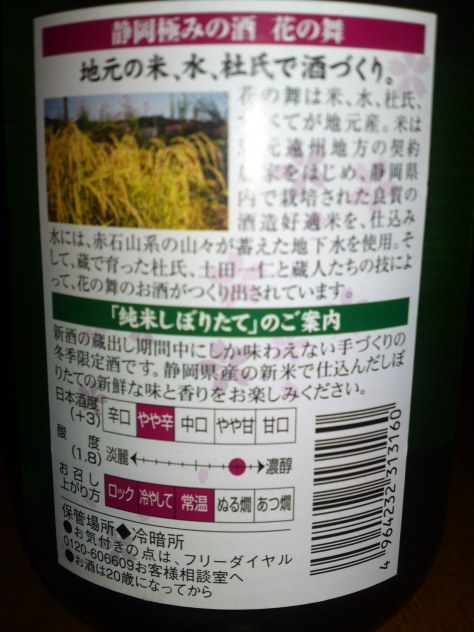 静岡極みの酒 花の舞
地元の米、水、杜氏で酒づくり。
花の舞は米、水、杜氏、
べてが地元産。米は
元遠州地方の契約
家をはじめ、静岡県
内で栽培された良質の
酒造好適米を、仕込み
水には、赤石山系の山々が蓄えた地下水を使用。そ
して、蔵で育った杜氏、土田一仁と蔵人たちの技によ
って、花の舞のお酒がつくり出されています。
「純米しぼりたて」のご案内
新酒の蔵出し期間中にしか味わえない手づくりの
冬季限定酒です。静岡県産の新米で仕込んだしぼ
りたての新鮮な味と香りをお楽しみください。
日本酒度(+3) 辛口 やや辛 中口 やや甘 甘口
酸度(1.8) 淡麗 濃醇
お召し上がり方 ロック 冷やして 常温 ぬる燗 あつ燗
保管場所◆冷暗所
●お気付きの点は、フリーダイヤル
0120-606609お客様相談室へ
●お酒は20歳になってから
4 964232 313160